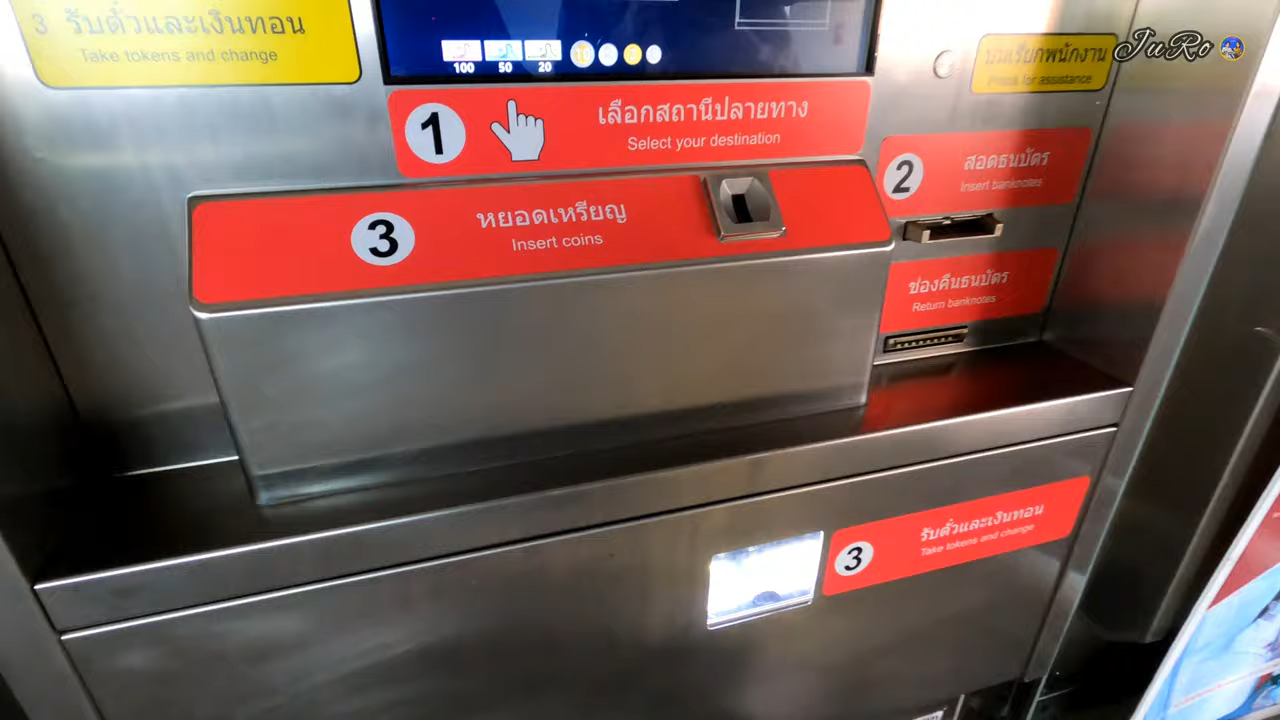 3 รับตั๋วและเงินทอน
Take tokens and change
100 50 20
1
เลือกสถานีปลายทาง
Select your destination
กดเรียกพนักงาน
Press for assistance
JuRo
2
สอดธนบัตร
Insert banknotes
3
หยอดเหรียญ
Insert coins
ช่องคืนธนบัตร
Return banknotes
3
รับตั๋วและเงินทอน
Take tokens and change